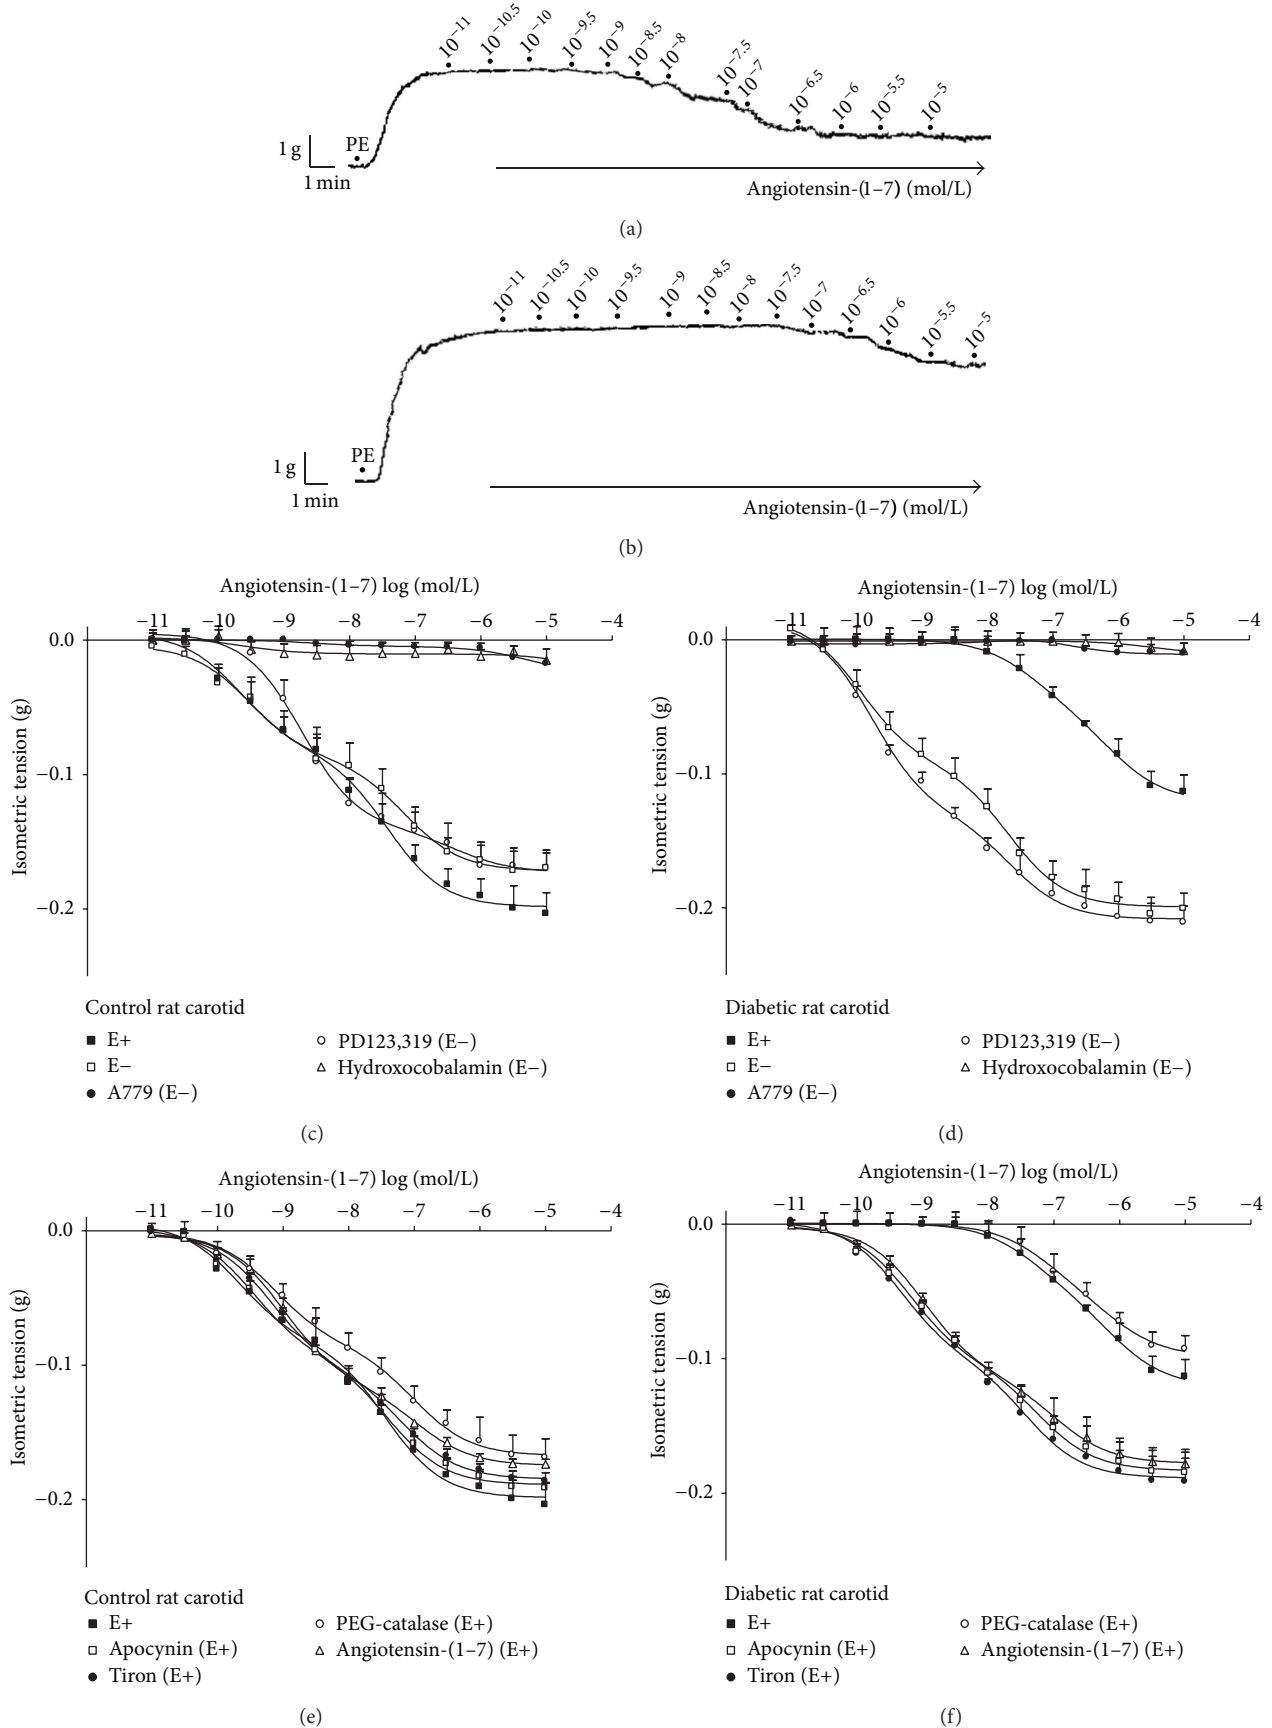 10−11 10−10.5 10−10 10−9.5 10−9 10−8.5 10−8 10−7.5 10−7 10−6.5 10−6 10−5.5 10−5
PE
1 g
1 min
Angiotensin-(1–7) (mol/L)
(a)
10−11 10−10.5 10−10 10−9.5 10−9 10−8.5 10−8 10−7.5 10−7 10−6.5 10−6 10−5.5 10−5
PE
1 g
1 min
Angiotensin-(1–7) (mol/L)
(b)
Angiotensin-(1–7) log (mol/L)
−11 −10 −9 −8 −7 −6 −5 −4
0.0
−0.1
−0.2
Isometric tension (g)
Control rat carotid
E+
E−
A779 (E−)
PD123,319 (E−)
Hydroxocobalamin (E−)
(c)
Angiotensin-(1–7) log (mol/L)
−11 −10 −9 −8 −7 −6 −5 −4
0.0
−0.1
−0.2
Isometric tension (g)
Diabetic rat carotid
E+
E−
A779 (E−)
PD123,319 (E−)
Hydroxocobalamin (E−)
(d)
Angiotensin-(1–7) log (mol/L)
−11 −10 −9 −8 −7 −6 −5 −4
0.0
−0.1
−0.2
Isometric tension (g)
Control rat carotid
E+
Apocynin (E+)
Tiron (E+)
PEG-catalase (E+)
Angiotensin-(1–7) (E+)
(e)
Angiotensin-(1–7) log (mol/L)
−11 −10 −9 −8 −7 −6 −5 −4
0.0
−0.1
−0.2
Isometric tension (g)
Diabetic rat carotid
E+
Apocynin (E+)
Tiron (E+)
PEG-catalase (E+)
Angiotensin-(1–7) (E+)
(f)